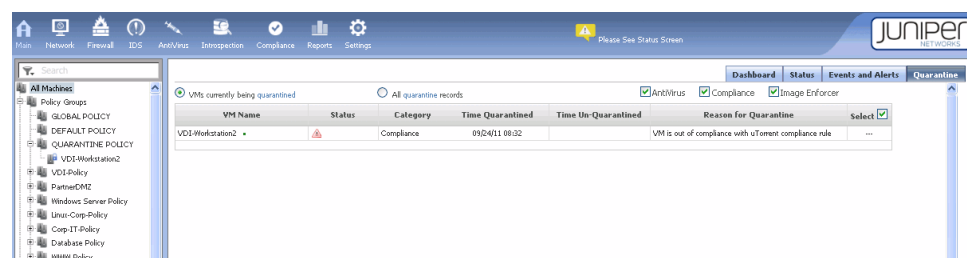 Main Network Firewall IDS AntiVirus Introspection Compliance Reports Settings
Please See Status Screen
JUNIPER
NETWORKS
Search
Dashboard Status Events and Alerts Quarantine
All Machines
VMs currently being quarantined All quarantine records AntiVirus Compliance Image Enforcer
Policy Groups
GLOBAL POLICY
VM Name Status Category Time Quarantined Time Un-Quarantined Reason for Quarantine Select
DEFAULT POLICY
VDI-Workstation2 Compliance 09/24/11 08:32 VM is out of compliance with uTorrent compliance rule ---
QUARANTINE POLICY
VDI-Workstation2
VDI-Policy
PartnerDMZ
Windows Server Policy
Linux-Corp-Policy
Corp-IT-Policy
Database Policy
WWW Policy